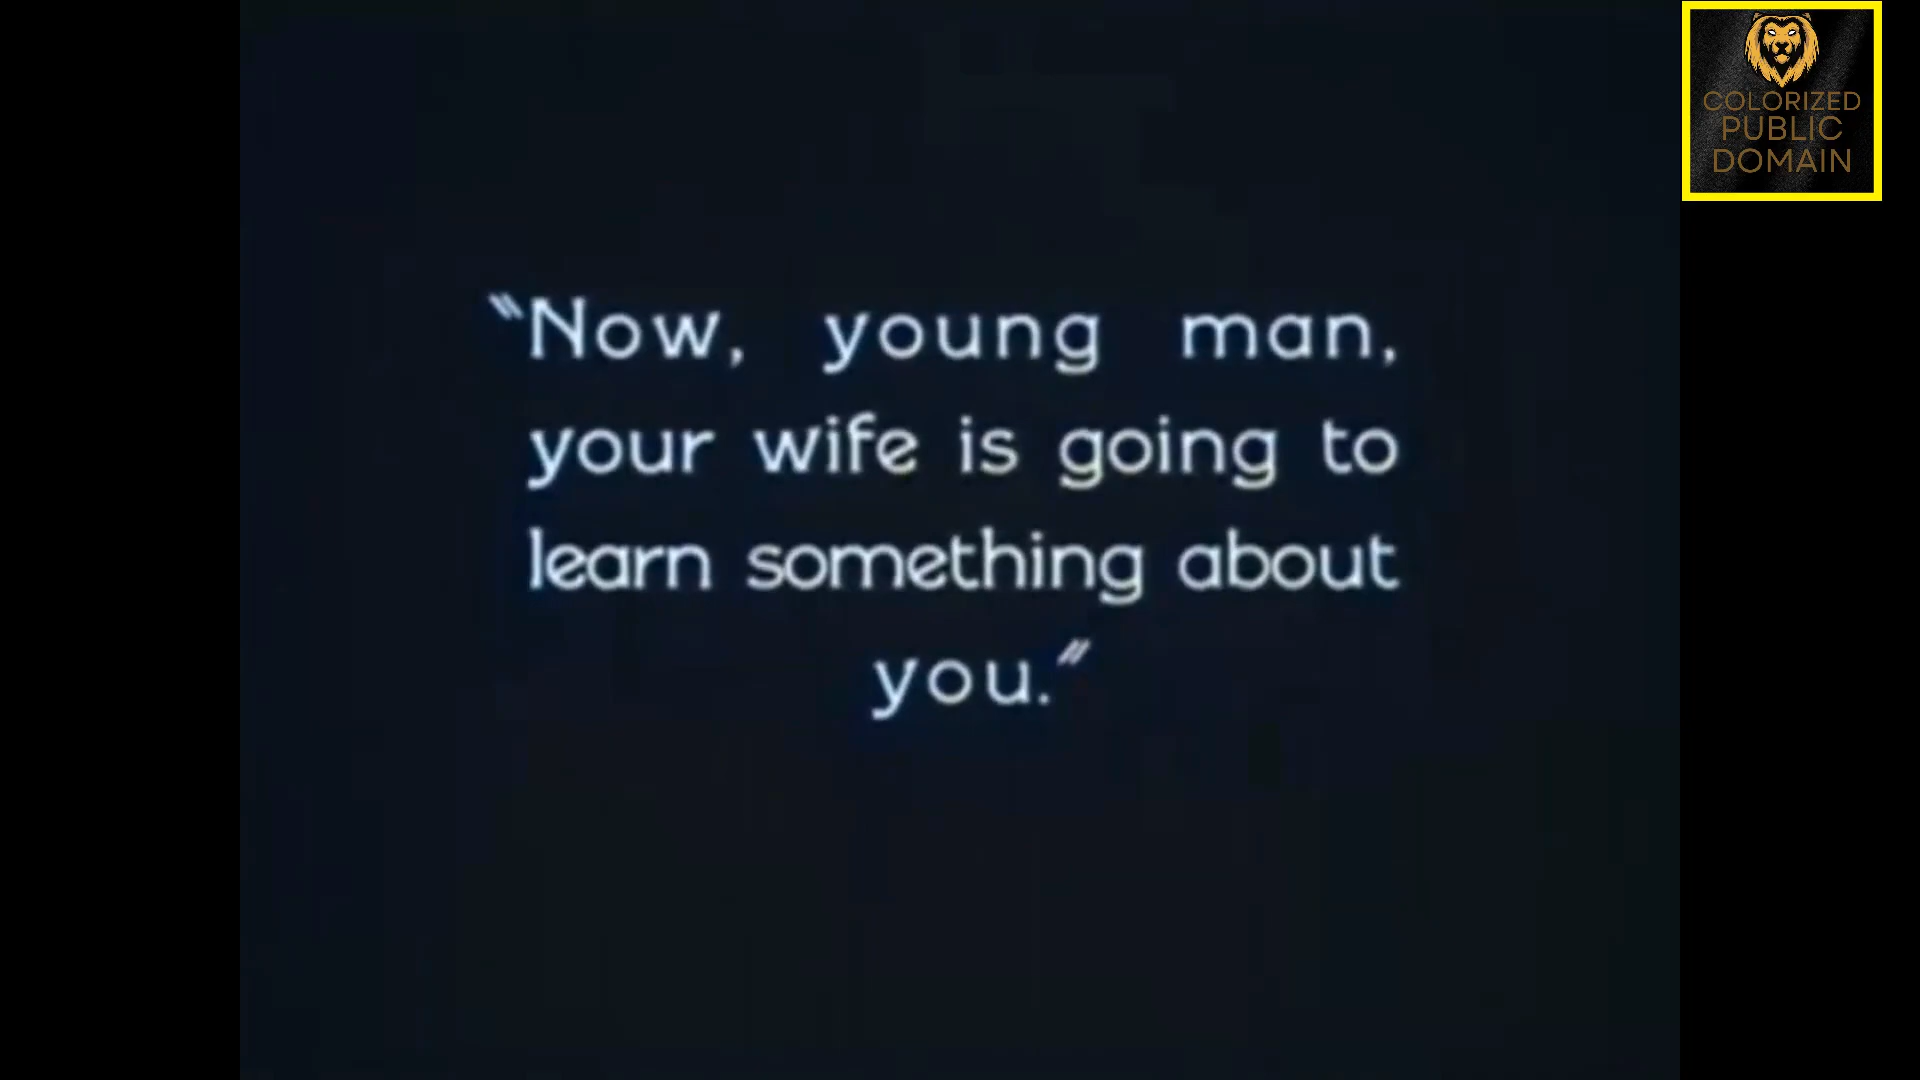 COLORIZED
PUBLIC
DOMAIN
"Now, young man,
your wife is going to
learn something about
you."